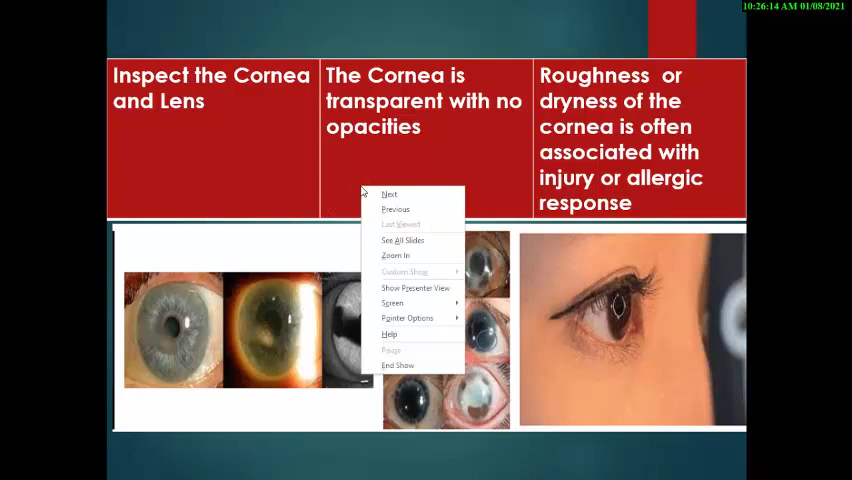 10:26:14 AM 01/08/2021
Inspect the Cornea
and Lens
The Cornea is
transparent with no
opacities
Roughness or
dryness of the
cornea is often
associated with
injury or allergic
response
Next
Previous
Last Viewed
See All Slides
Zoom In
Custom Show
Show Presenter View
Screen
Pointer Options
Help
Pause
End Show